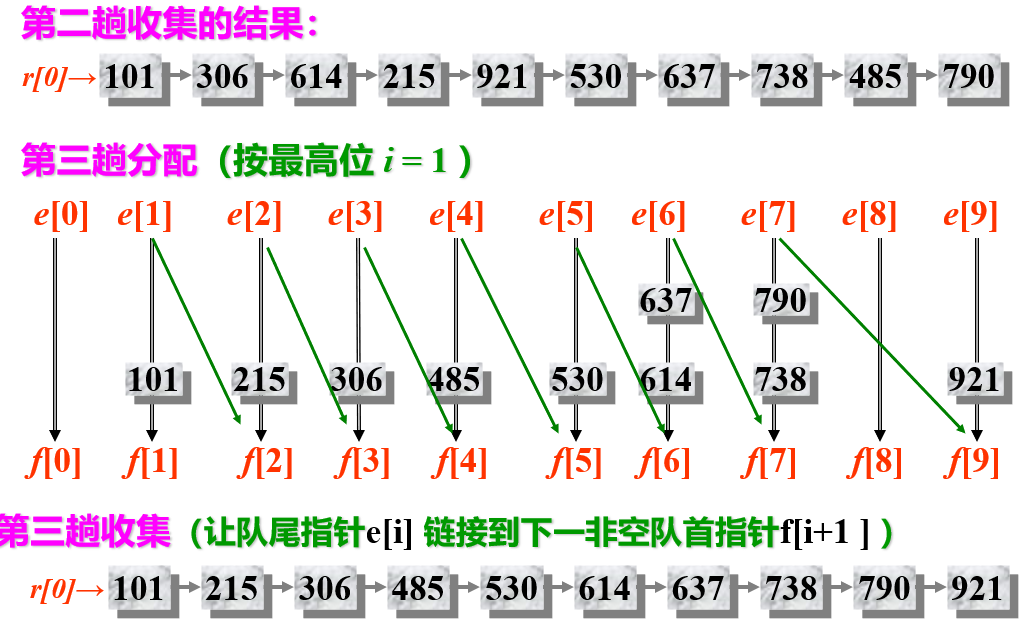 第二趟收集的结果：
r[0]→ 101 306 614 215 921 530 637 738 485 790
第三趟分配（按最高位 i = 1 ）
e[0] e[1] e[2] e[3] e[4] e[5] e[6] e[7] e[8] e[9]
637 790
101 215 306 485 530 614 738 921
f[0] f[1] f[2] f[3] f[4] f[5] f[6] f[7] f[8] f[9]
第三趟收集（让队尾指针e[i] 链接到下一非空队首指针f[i+1 ] ）
r[0]→ 101 215 306 485 530 614 637 738 790 921